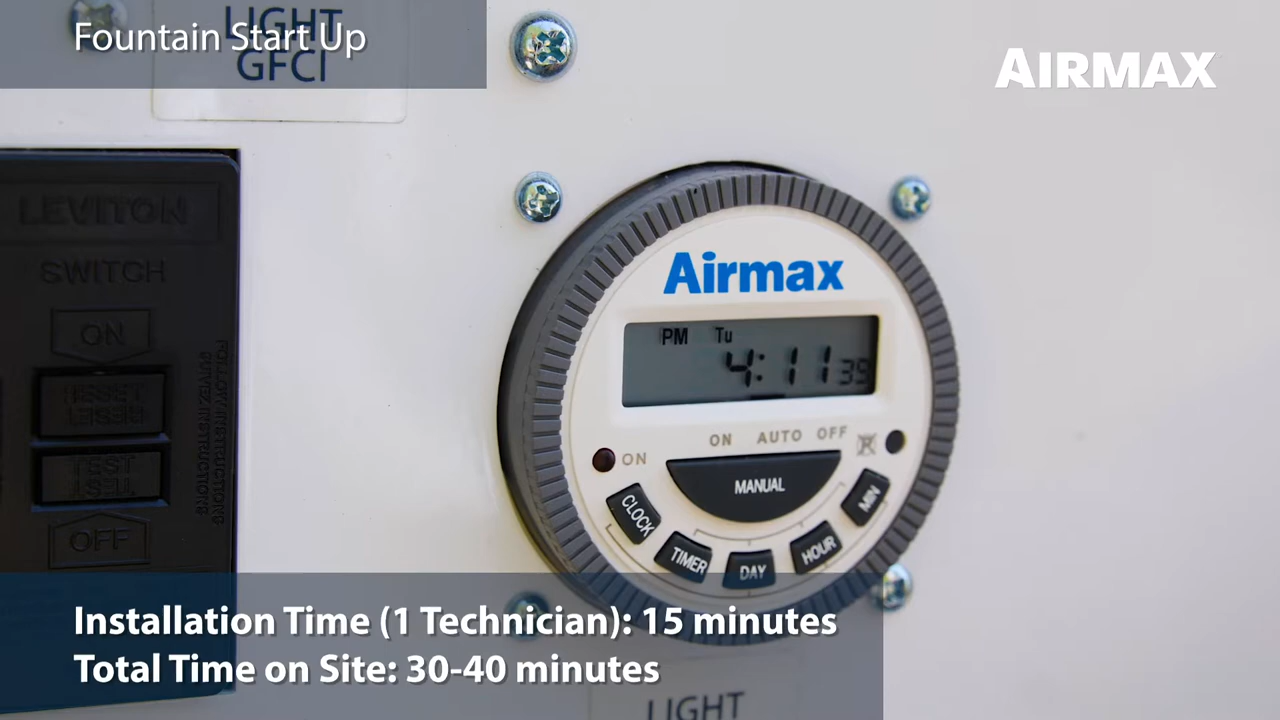 Fountain Start Up
LIGHT
GFCI
AIRMAX
LEVITON
SWITCH
ON
RESET
TEST
OFF
Airmax
PM Tu
4:11 39
ON AUTO OFF
ON
R
MANUAL
CLOCK
TIMER
DAY
HOUR
MIN
Installation Time (1 Technician): 15 minutes
Total Time on Site: 30-40 minutes
LIGHT